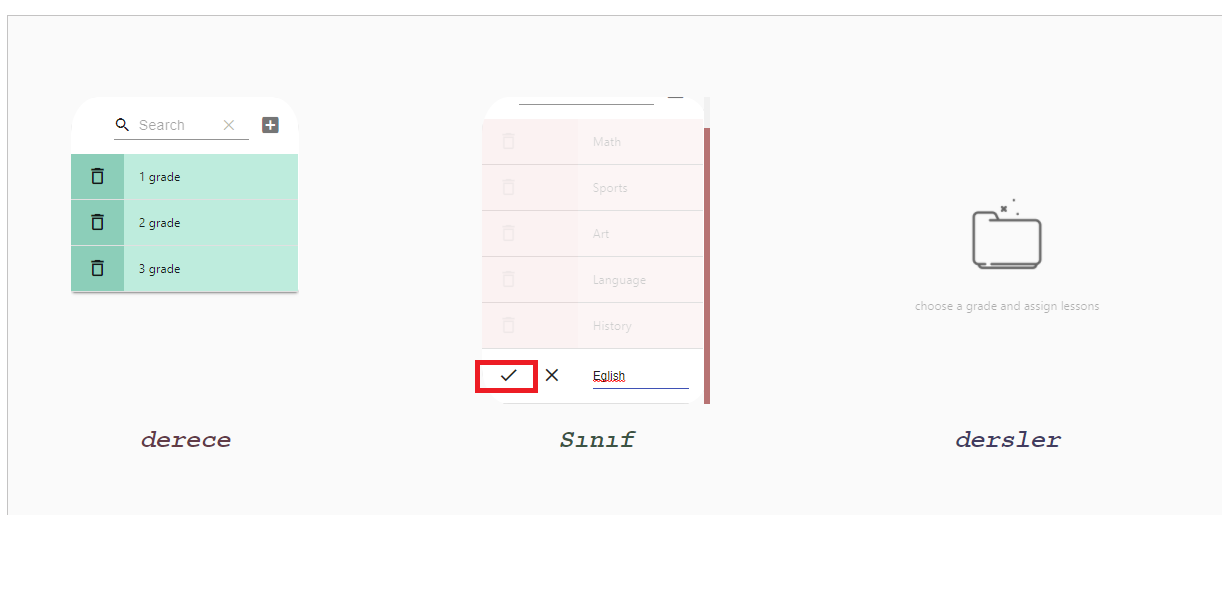 Search
1 grade
2 grade
3 grade
derece
Math
Sports
Art
Language
History
Eglish
Sınıf
choose a grade and assign lessons
dersler